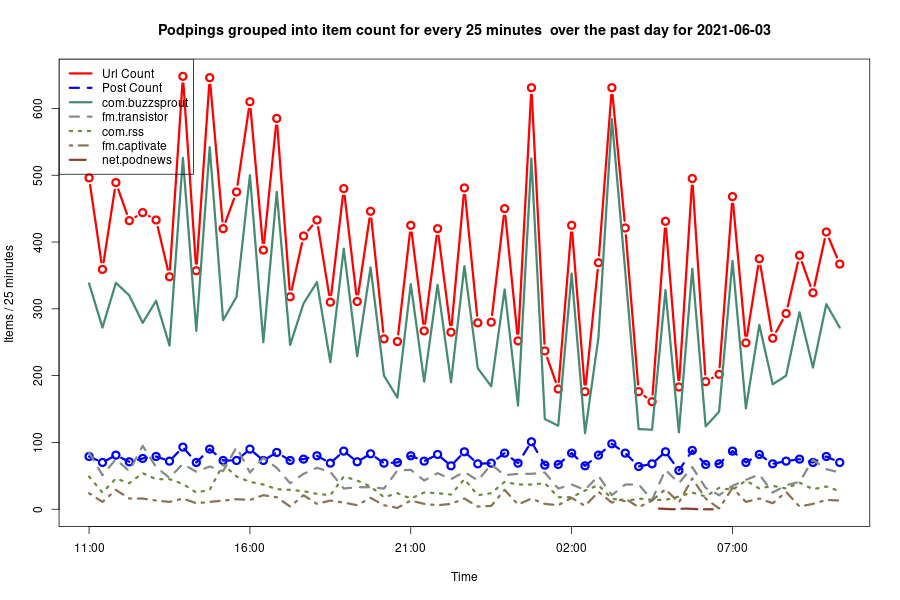 Podpings grouped into item count for every 25 minutes  over the past day for 2021-06-03
Url Count
Post Count
com.buzzsprout
fm.transistor
com.rss
fm.captivate
net.podnews
Items / 25 minutes
600
500
400
300
200
100
0
11:00 16:00 21:00 02:00 07:00
Time